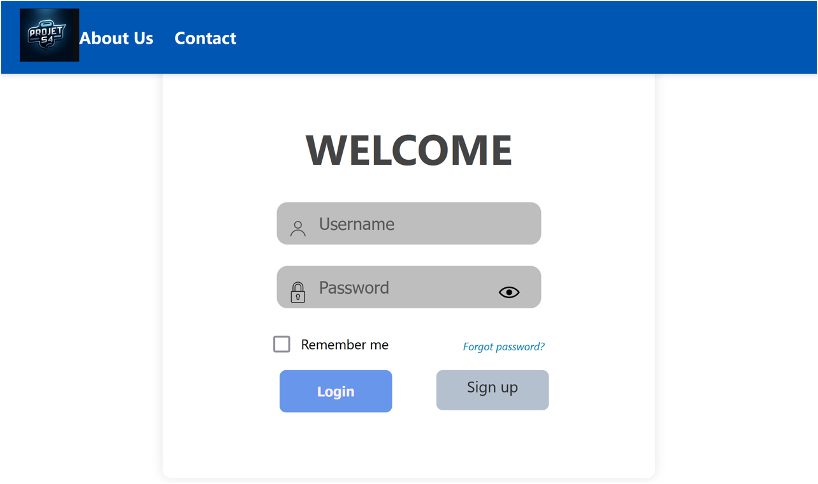 PROJET
S4
About Us Contact
WELCOME
Username
Password
Remember me Forgot password?
Login Sign up